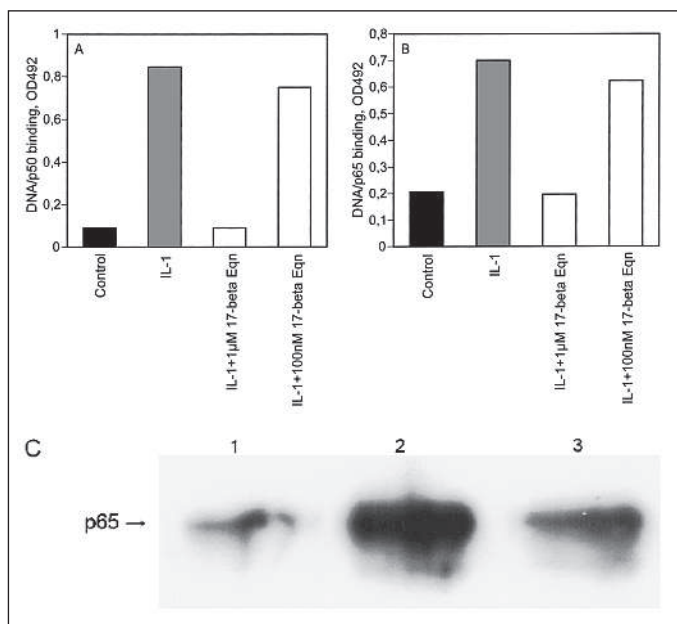 A
DNA/p50 binding, OD492
1
0,8
0,6
0,4
0,2
0
Control
IL-1
IL-1+1µM 17-beta Eqn
IL-1+100nM 17-beta Eqn
B
DNA/p65 binding, OD492
0,8
0,7
0,6
0,5
0,4
0,3
0,2
0,1
0
Control
IL-1
IL-1+1µM 17-beta Eqn
IL-1+100nM 17-beta Eqn
C
1 2 3
p65 →